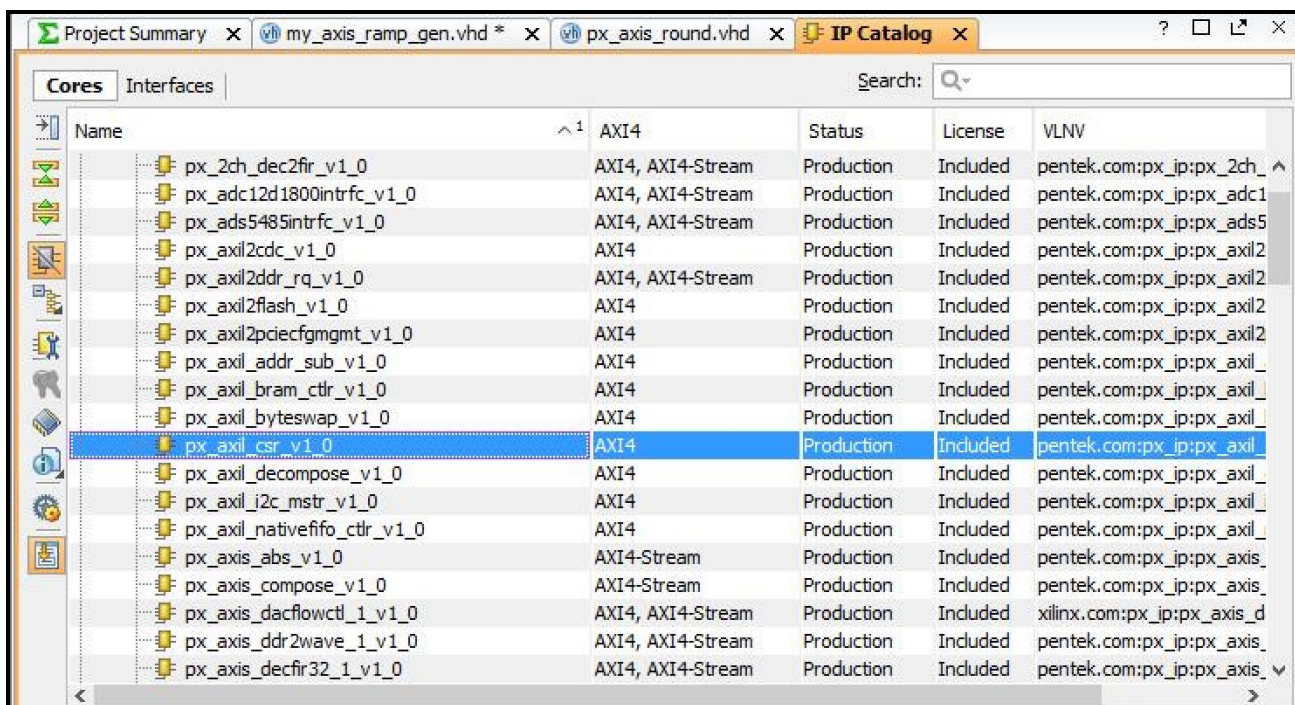 Project Summary my_axis_ramp_gen.vhd * px_axis_round.vhd IP Catalog ?
Cores Interfaces Search:
Name 1 AXI4 Status License VLNV
px_2ch_dec2fir_v1_0 AXI4, AXI4-Stream Production Included pentek.com:px_ip:px_2ch_
px_adc12d1800intrfc_v1_0 AXI4, AXI4-Stream Production Included pentek.com:px_ip:px_adc1
px_ads5485intrfc_v1_0 AXI4, AXI4-Stream Production Included pentek.com:px_ip:px_ads5
px_axil2cdc_v1_0 AXI4 Production Included pentek.com:px_ip:px_axil2
px_axil2ddr_rq_v1_0 AXI4, AXI4-Stream Production Included pentek.com:px_ip:px_axil2
px_axil2flash_v1_0 AXI4 Production Included pentek.com:px_ip:px_axil2
px_axil2pciecfgmgmt_v1_0 AXI4 Production Included pentek.com:px_ip:px_axil2
px_axil_addr_sub_v1_0 AXI4 Production Included pentek.com:px_ip:px_axil_
px_axil_bram_ctlr_v1_0 AXI4 Production Included pentek.com:px_ip:px_axil_
px_axil_byteswap_v1_0 AXI4 Production Included pentek.com:px_ip:px_axil_
px_axil_csr_v1_0 AXI4 Production Included pentek.com:px_ip:px_axil_
px_axil_decompose_v1_0 AXI4 Production Included pentek.com:px_ip:px_axil_
px_axil_i2c_mstr_v1_0 AXI4 Production Included pentek.com:px_ip:px_axil_
px_axil_nativefifo_ctlr_v1_0 AXI4 Production Included pentek.com:px_ip:px_axil_
px_axis_abs_v1_0 AXI4-Stream Production Included pentek.com:px_ip:px_axis_
px_axis_compose_v1_0 AXI4-Stream Production Included pentek.com:px_ip:px_axis_
px_axis_dacflowctl_1_v1_0 AXI4, AXI4-Stream Production Included xilinx.com:px_ip:px_axis_d
px_axis_ddr2wave_1_v1_0 AXI4, AXI4-Stream Production Included pentek.com:px_ip:px_axis_
px_axis_decfir32_1_v1_0 AXI4, AXI4-Stream Production Included pentek.com:px_ip:px_axis_